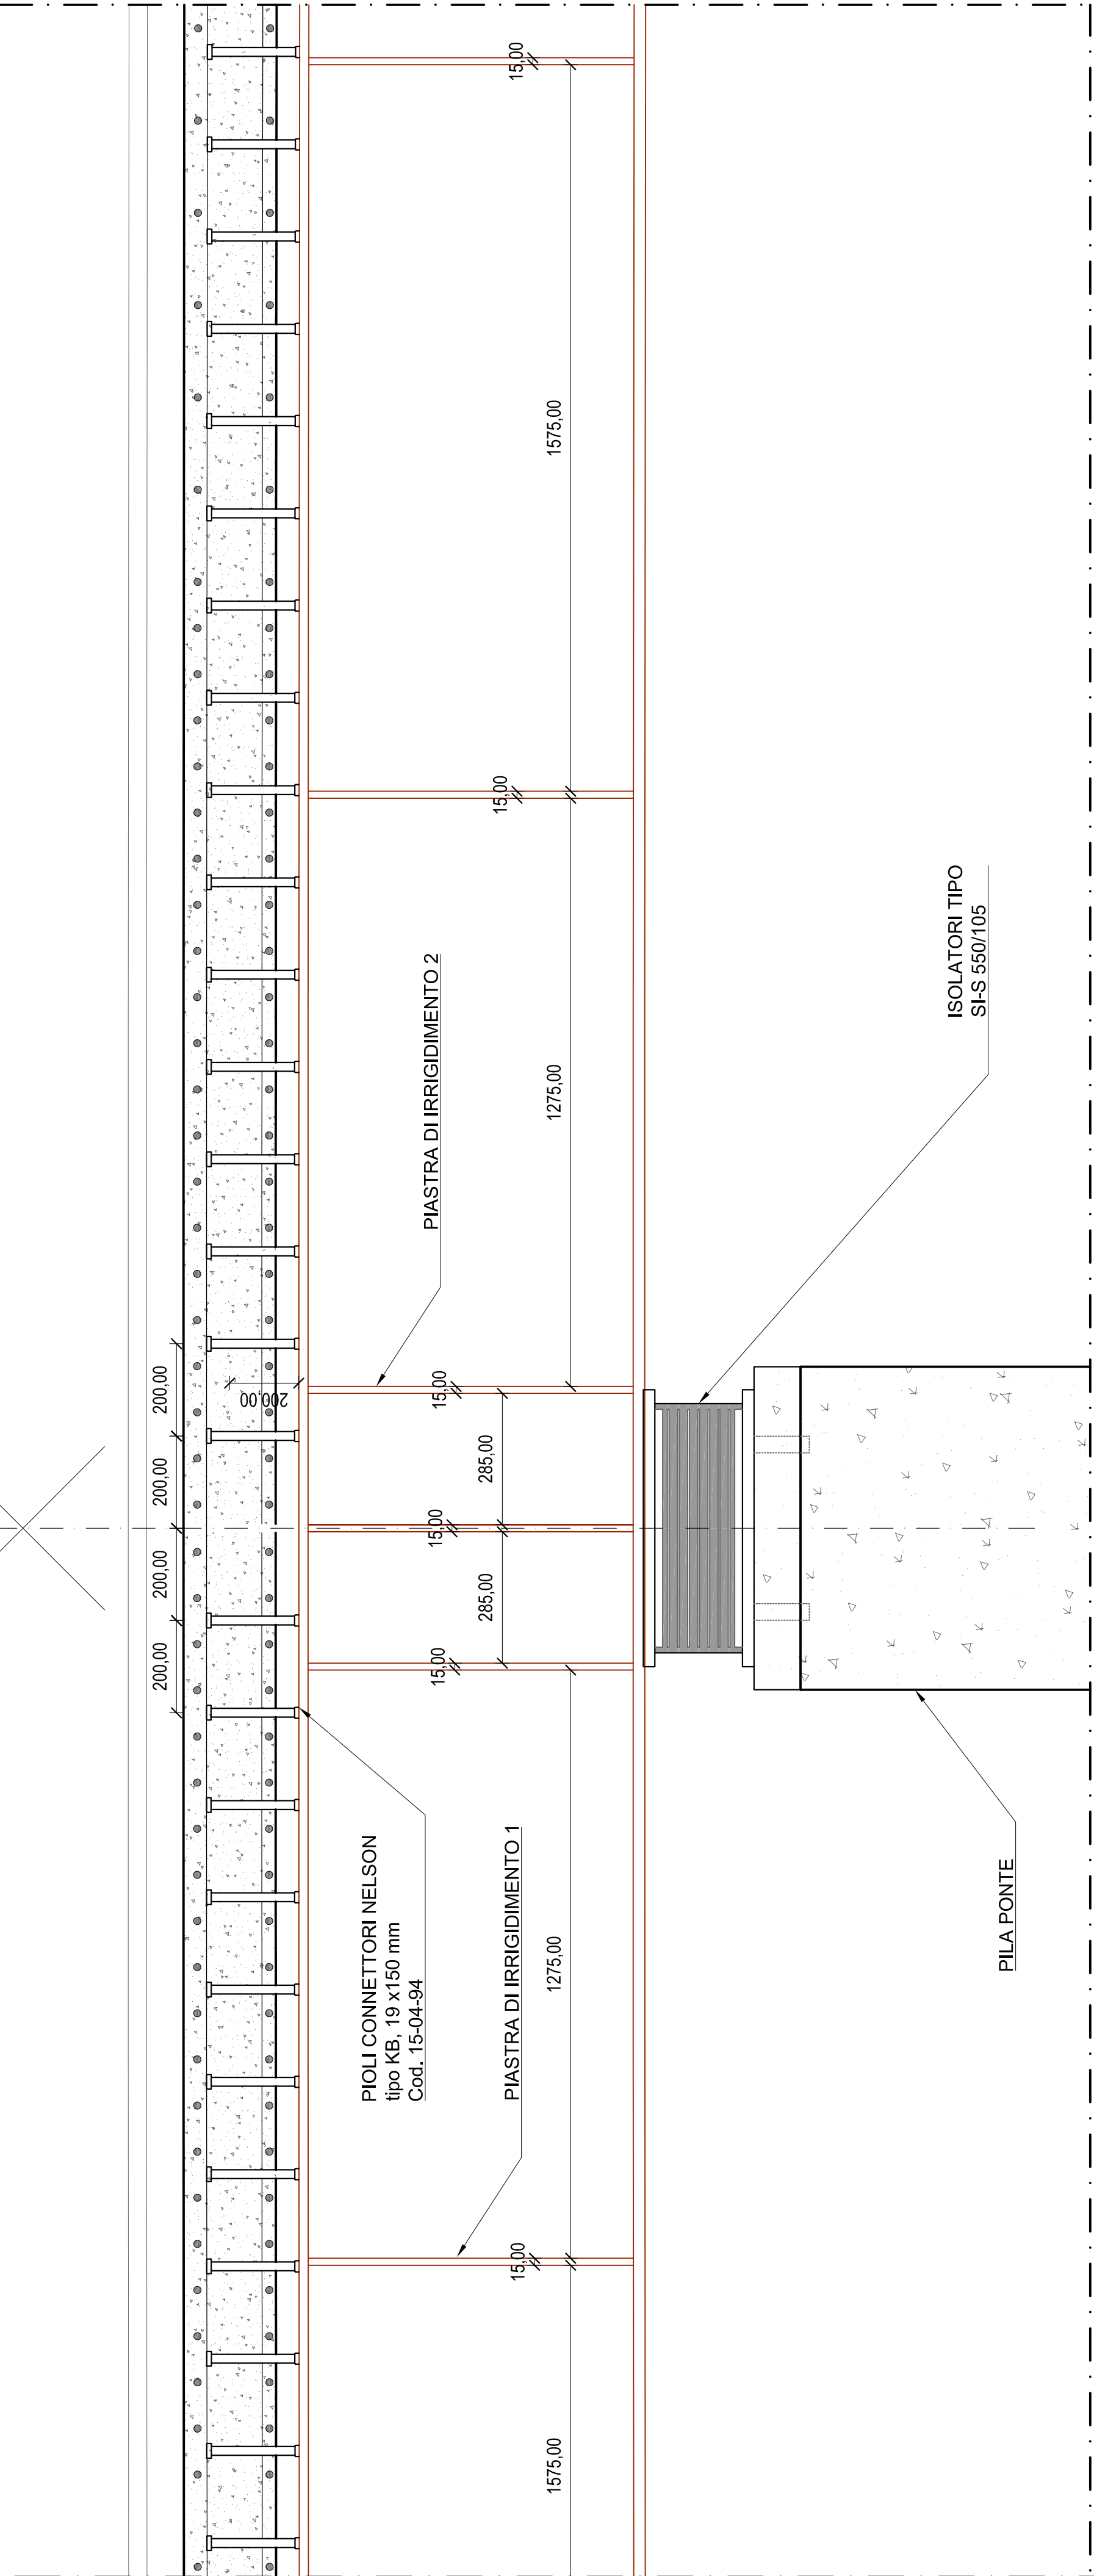 200,00
200,00
200,00
200,00
200,00
PIOLI CONNETTORI NELSON
tipo KB, 19 x150 mm
Cod. 15-04-94
PIASTRA DI IRRIGIDIMENTO 2
15,00
15,00
15,00
285,00
285,00
15,00
PIASTRA DI IRRIGIDIMENTO 1
15,00
15,00
1575,00
1275,00
1275,00
1575,00
ISOLATORI TIPO
SI-S 550/105
PILA PONTE